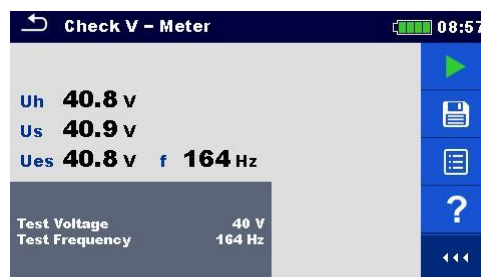 Check V – Meter 08:57
Uh 40.8 V
Us 40.9 V
Ues 40.8 V f 164 Hz
Test Voltage 40 V
Test Frequency 164 Hz
?